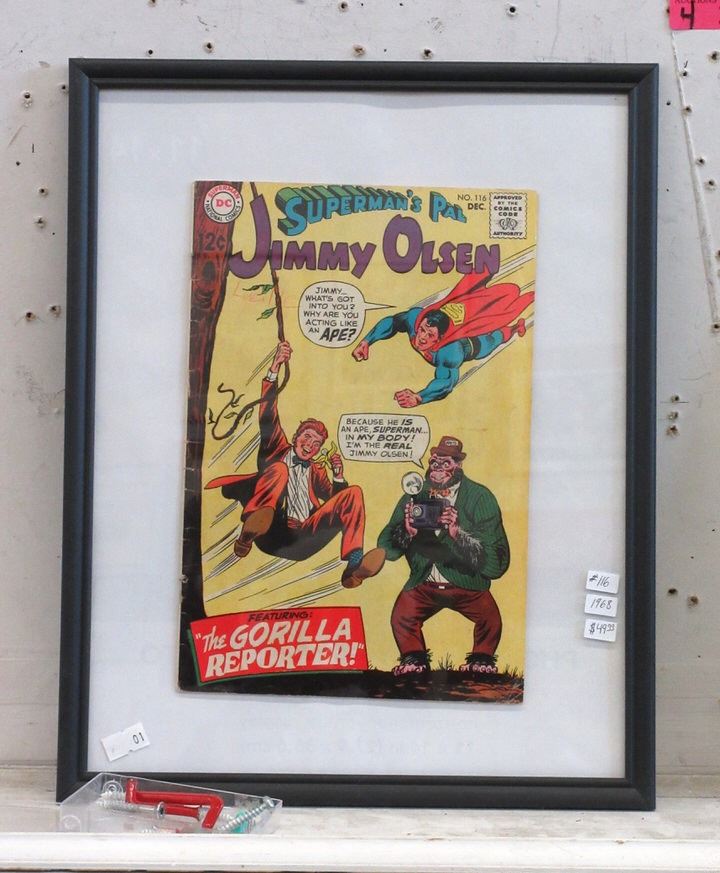 4
SUPERMAN
DC
NATIONAL COMICS
12¢
SUPERMAN'S PAL
JIMMY OLSEN
NO. 116
DEC.
APPROVED
BY THE
COMICS
CODE
AUTHORITY
JIMMY...
WHAT'S GOT
INTO YOU?
WHY ARE YOU
ACTING LIKE
AN APE?
BECAUSE HE IS
AN APE, SUPERMAN...
IN MY BODY!
I'M THE REAL
JIMMY OLSEN!
FEATURING:
"The GORILLA
REPORTER!"
#116
1968
01